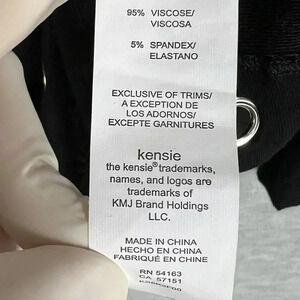 95% VISCOSE/
VISCOSA
5% SPANDEX/
ELASTANO
EXCLUSIVE OF TRIMS/
A EXCEPTION DE
LOS ADORNOS/
EXCEPTE GARNITURES
kensie
the kensie® trademarks,
names, and logos are
trademarks of
KMJ Brand Holdings
LLC.
MADE IN CHINA
HECHO EN CHINA
FABRIQUÉ EN CHINE
RN 54163
CA 57151